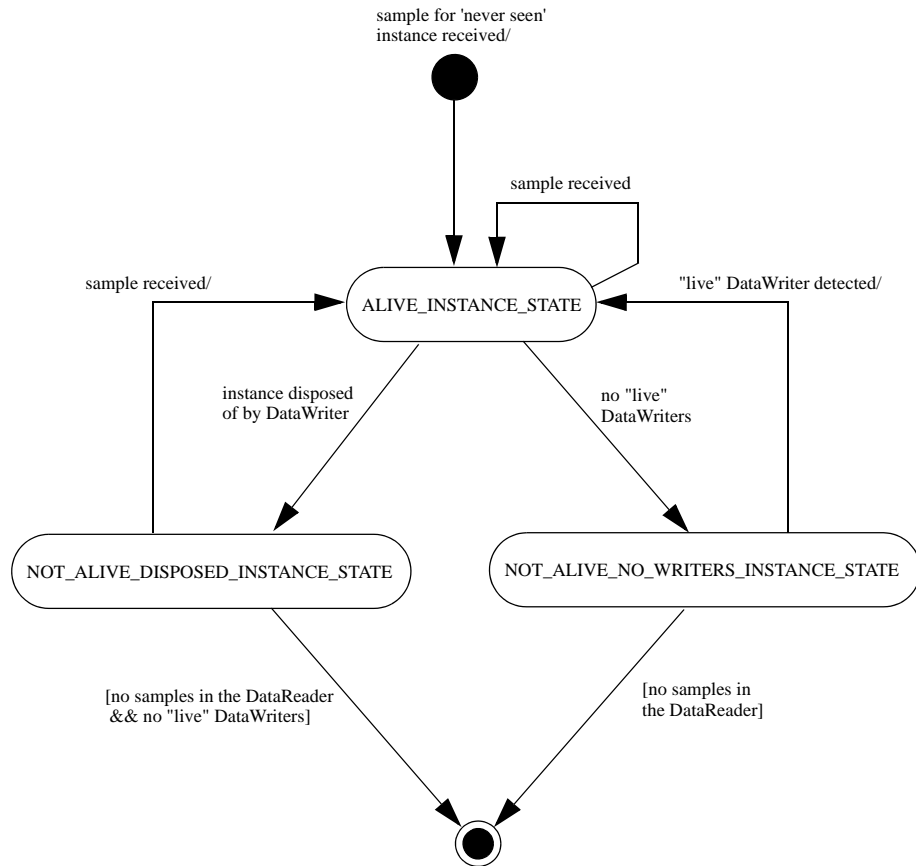 sample for 'never seen'
instance received/
sample received
sample received/
"live" DataWriter detected/
ALIVE_INSTANCE_STATE
instance disposed
of by DataWriter
no "live"
DataWriters
NOT_ALIVE_DISPOSED_INSTANCE_STATE
NOT_ALIVE_NO_WRITERS_INSTANCE_STATE
[no samples in the DataReader
&& no "live" DataWriters]
[no samples in
the DataReader]